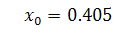 x₀ = 0.405